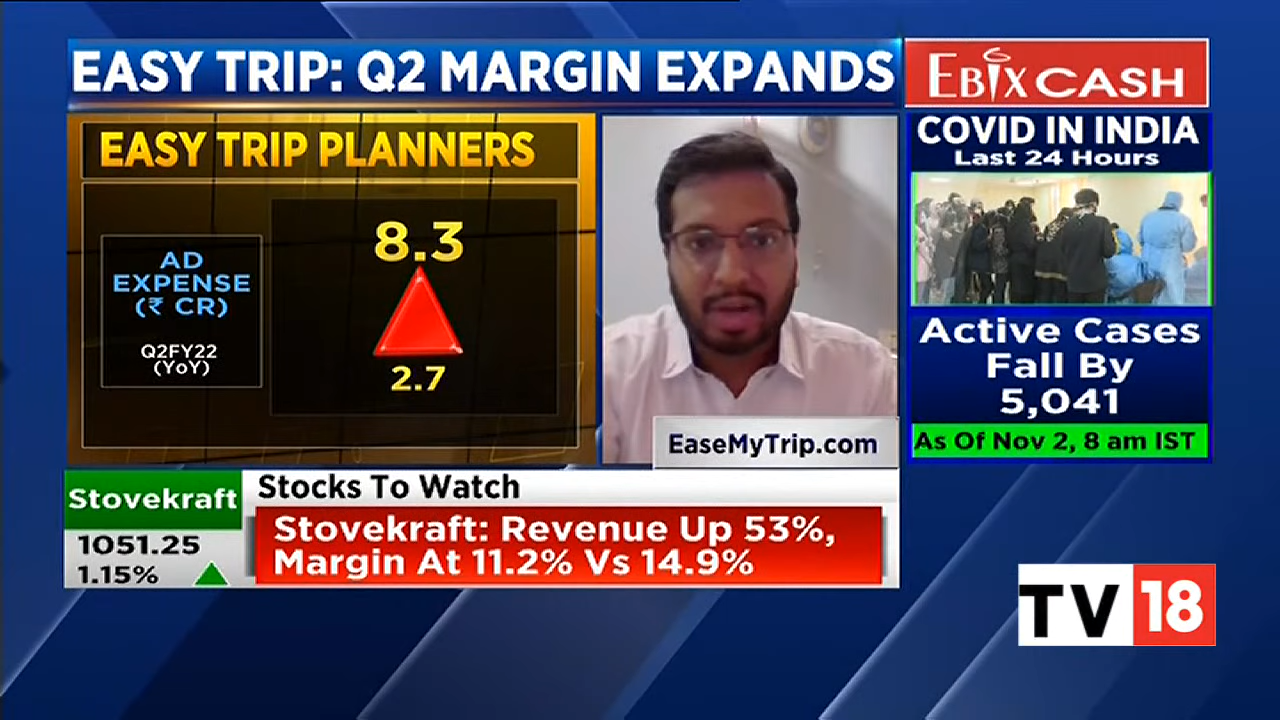 EASY TRIP: Q2 MARGIN EXPANDS
EBIXCASH
EASY TRIP PLANNERS
AD
EXPENSE
(₹ CR)
Q2FY22
(YoY)
8.3
2.7
EaseMyTrip.com
COVID IN INDIA
Last 24 Hours
Active Cases
Fall By
5,041
As Of Nov 2, 8 am IST
Stovekraft
1051.25
1.15%
Stocks To Watch
Stovekraft: Revenue Up 53%,
Margin At 11.2% Vs 14.9%
TV18